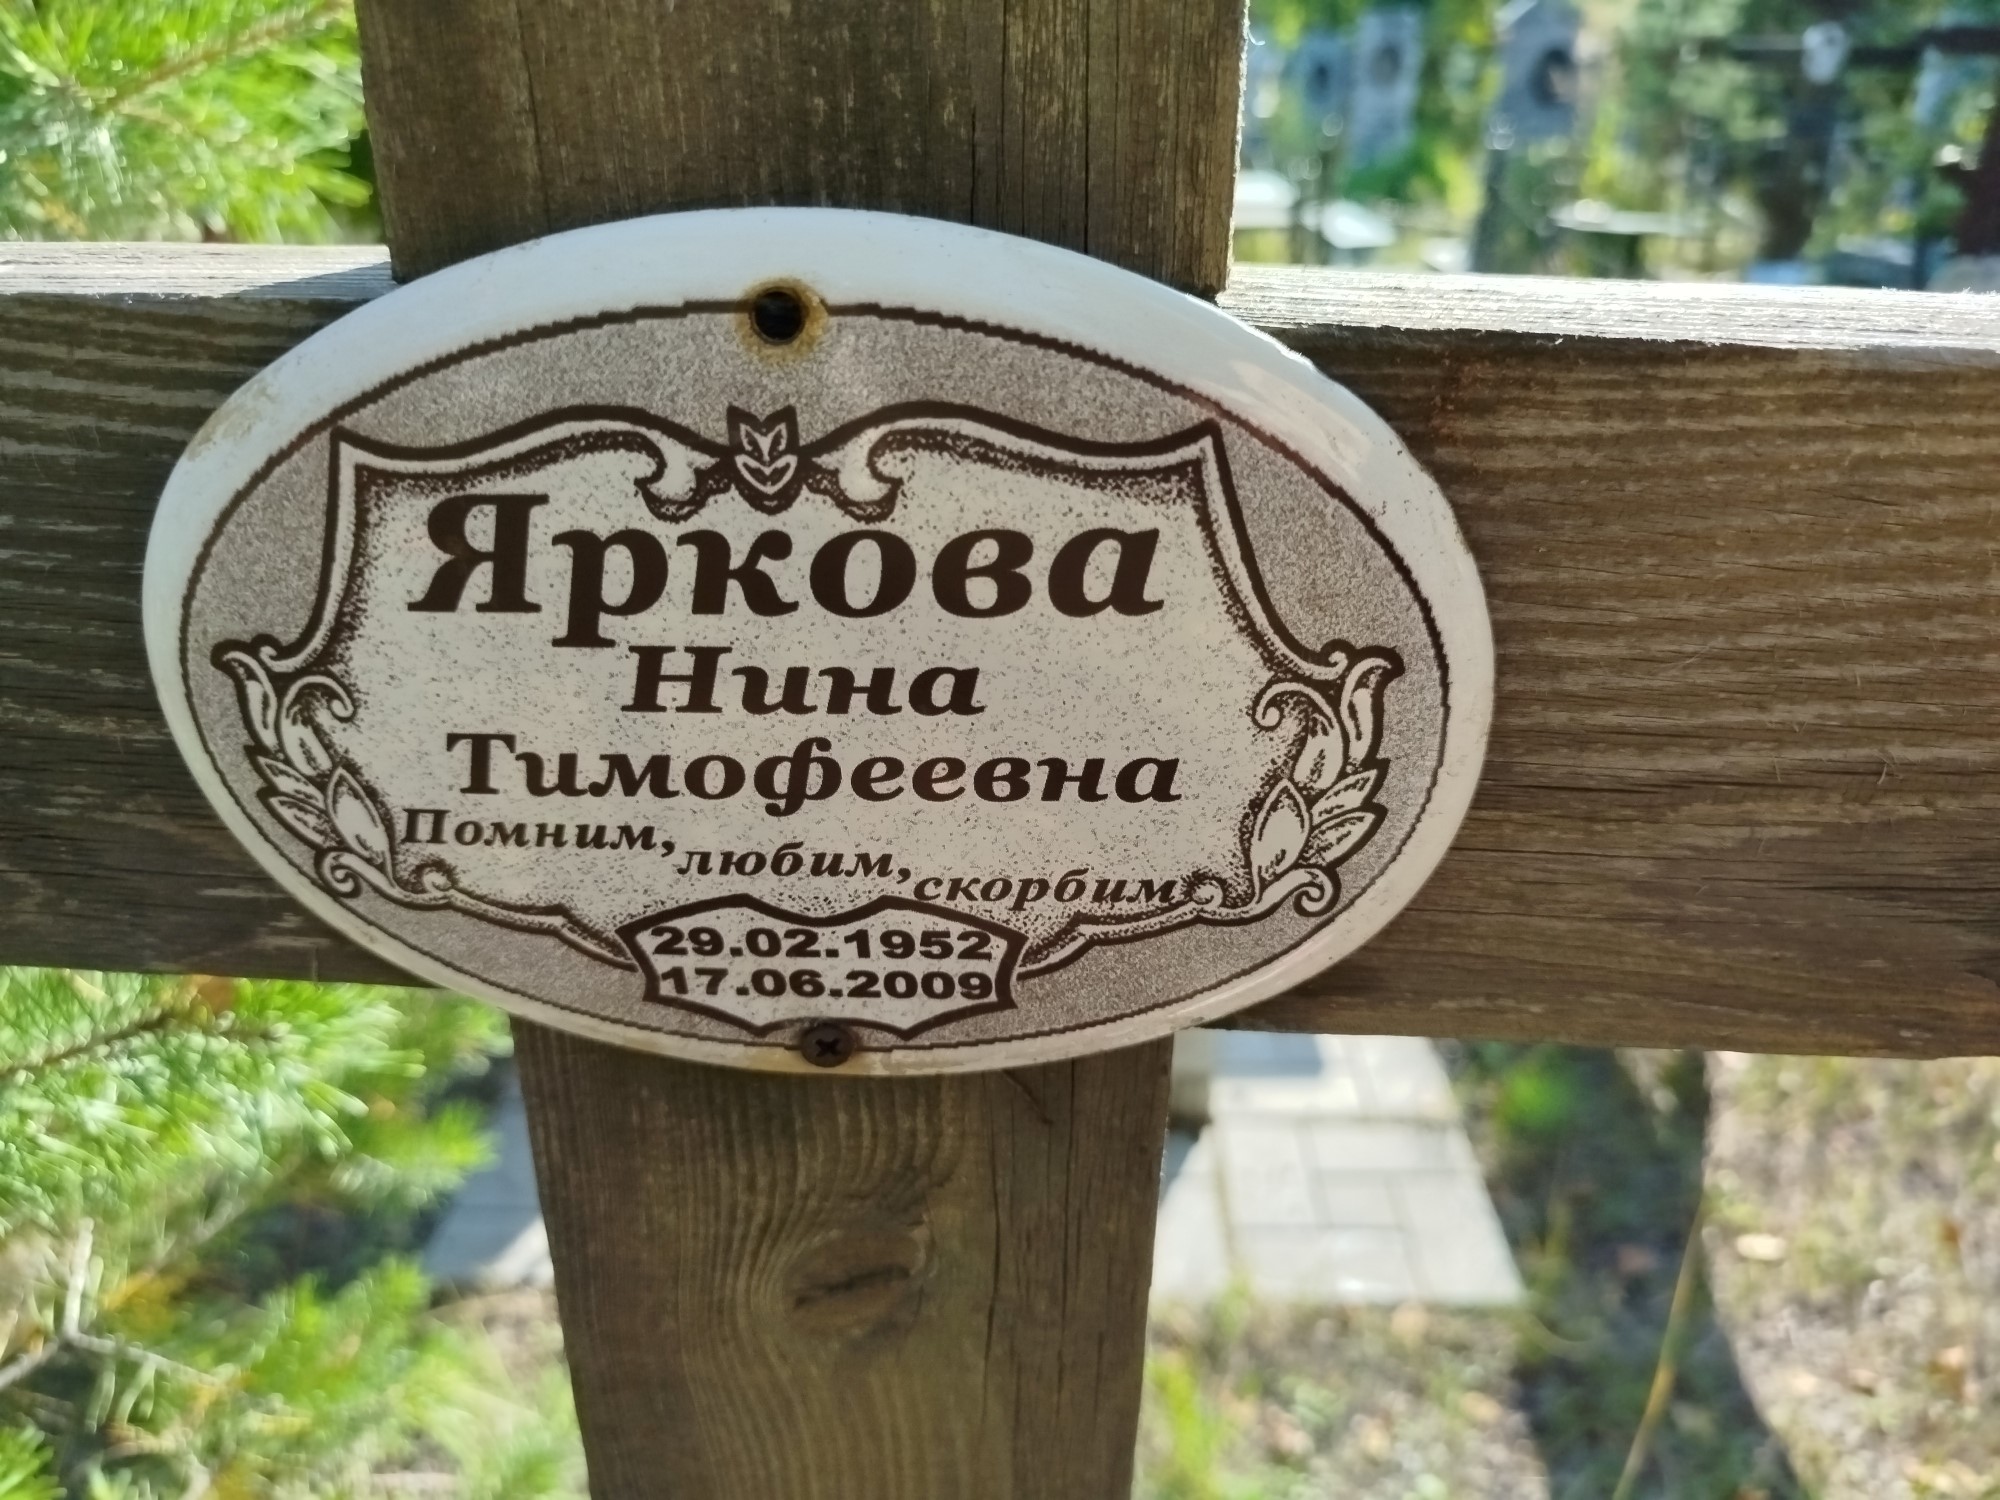 Яркова
Нина
Тимофеевна
Помним, любим, скорбим
29.02.1952
17.06.2009